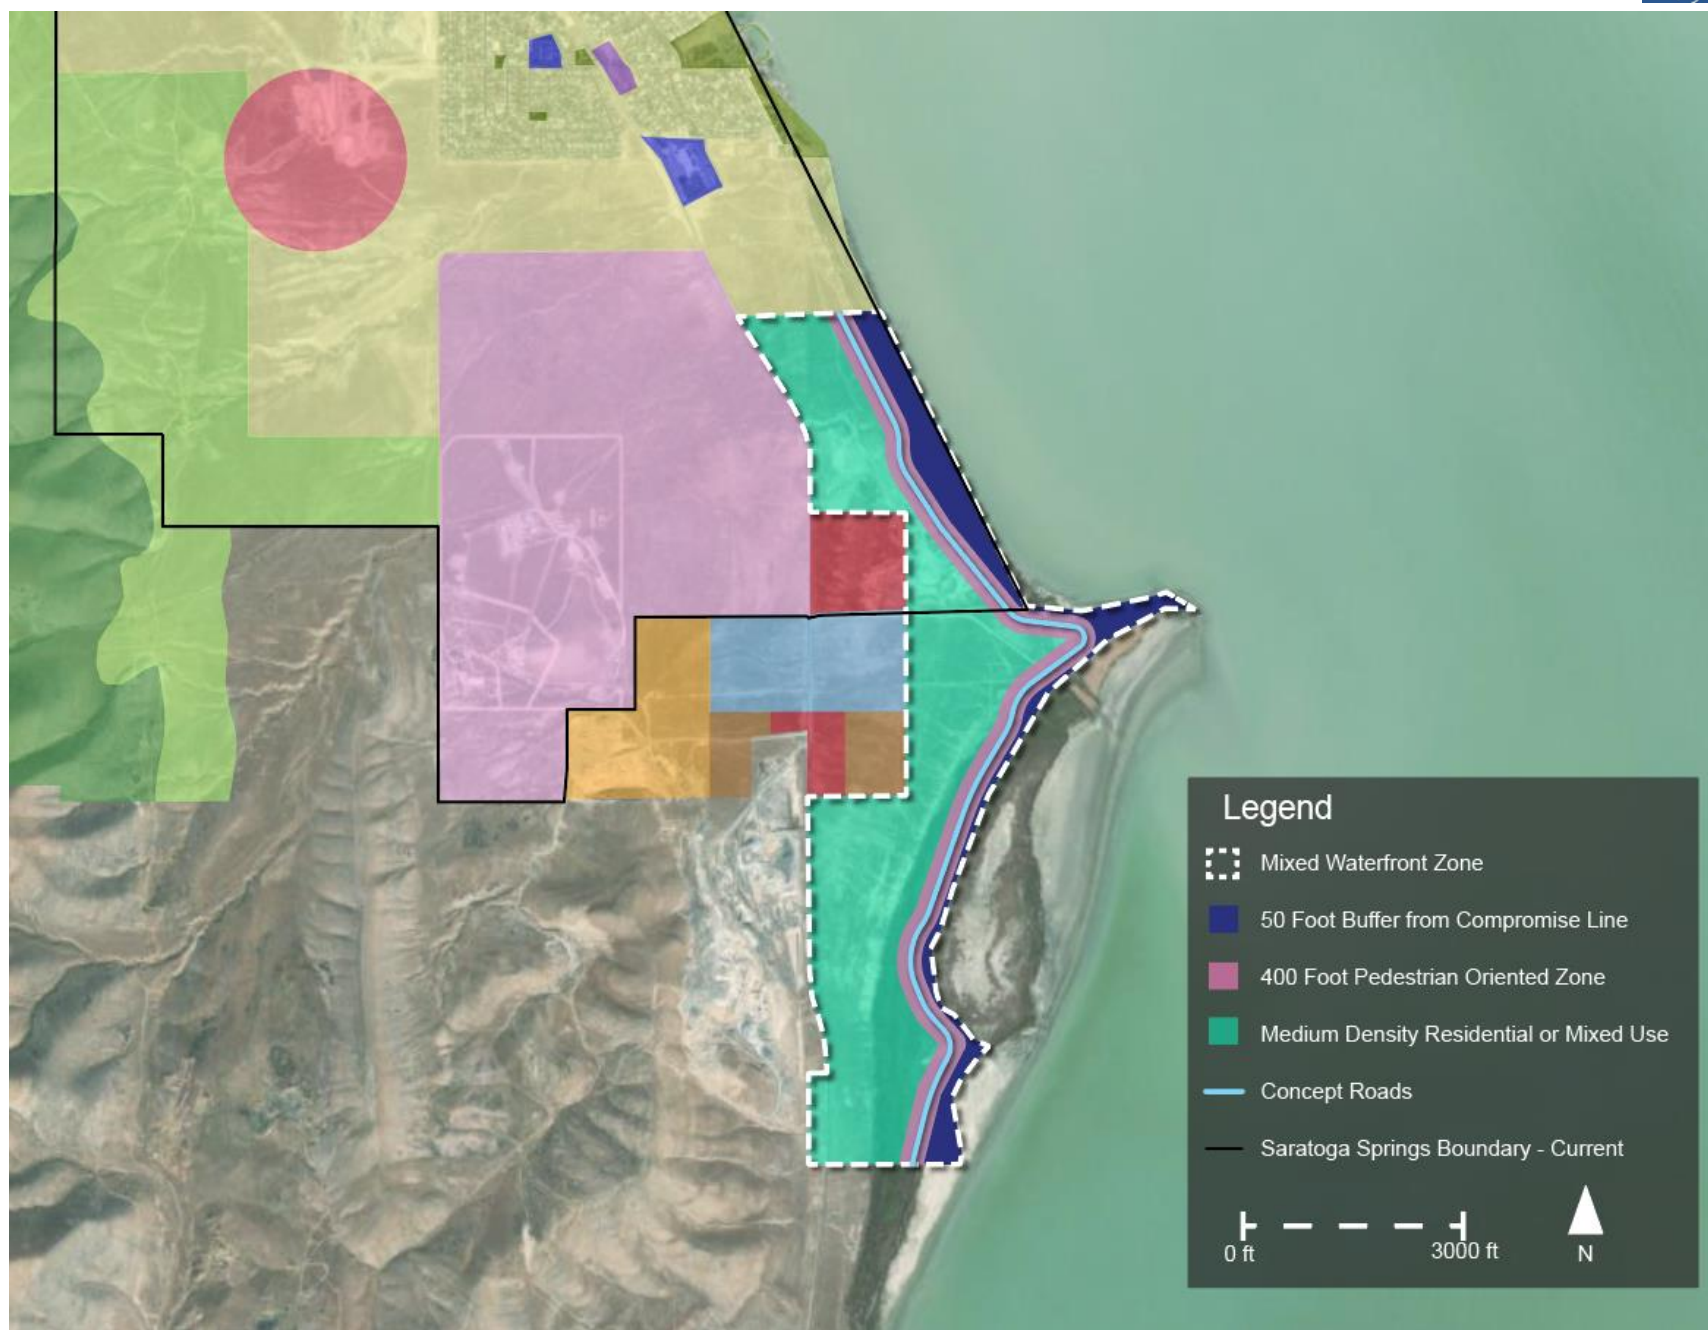 Legend
Mixed Waterfront Zone
50 Foot Buffer from Compromise Line
400 Foot Pedestrian Oriented Zone
Medium Density Residential or Mixed Use
Concept Roads
Saratoga Springs Boundary - Current
0 ft
3000 ft
N